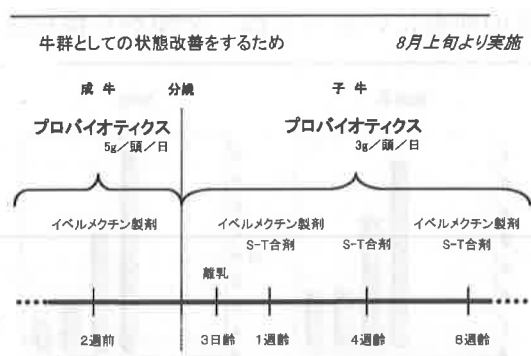 牛群としての状態改善をするため 8月上旬より実施
成牛 分娩 子牛
プロバイオティクス プロバイオティクス
5g/頭/日 3g/頭/日
イベルメクチン製剤 イベルメクチン製剤 イベルメクチン製剤
S-T合剤 S-T合剤 S-T合剤
離乳
2週前 3日齢 1週齢 4週齢 8週齢